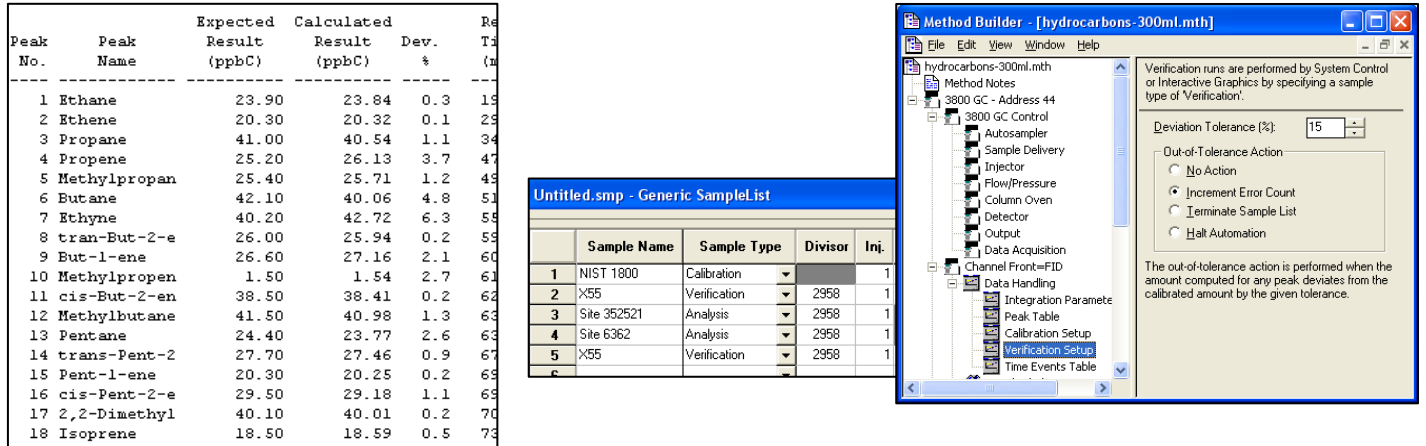 Expected Calculated Re
Peak Peak Result Result Dev. Ti
No. Name (ppbC) (ppbC) % (m
1 Ethane 23.90 23.84 0.3 19
2 Ethene 20.30 20.32 0.1 29
3 Propane 41.00 40.54 1.1 34
4 Propene 25.20 26.13 3.7 47
5 Methylpropan 25.40 25.71 1.2 49
6 Butane 42.10 40.06 4.8 51
7 Ethyne 40.20 42.72 6.3 55
8 tran-But-2-e 26.00 25.94 0.2 59
9 But-1-ene 26.60 27.16 2.1 60
10 Methylpropen 1.50 1.54 2.7 61
11 cis-But-2-en 38.50 38.41 0.2 62
12 Methylbutane 41.50 40.98 1.3 63
13 Pentane 24.40 23.77 2.6 63
14 trans-Pent-2 27.70 27.46 0.9 67
15 Pent-1-ene 20.30 20.25 0.2 69
16 cis-Pent-2-e 29.50 29.18 1.1 69
17 2,2-Dimethyl 40.10 40.01 0.2 70
18 Isoprene 18.50 18.59 0.5 73
Untitled.smp - Generic SampleList
Sample Name Sample Type Divisor Inj.
1 NIST 1800 Calibration 1
2 X55 Verification 2958 1
3 Site 352521 Analysis 2958 1
4 Site 6362 Analysis 2958 1
5 X55 Verification 2958 1
Method Builder - [hydrocarbons-300ml.mth]
File Edit View Window Help
hydrocarbons-300ml.mth
Method Notes
3800 GC - Address 44
3800 GC Control
Autosampler
Sample Delivery
Injector
Flow/Pressure
Column Oven
Detector
Output
Data Acquisition
Channel Front=FID
Data Handling
Integration Paramete
Peak Table
Calibration Setup
Verification Setup
Time Events Table
Verification runs are performed by System Control
or Interactive Graphics by specifying a sample
type of 'Verification'.
Deviation Tolerance (%): 15
Out-of-Tolerance Action
No Action
Increment Error Count
Terminate Sample List
Halt Automation
The out-of-tolerance action is performed when the
amount computed for any peak deviates from the
calibrated amount by the given tolerance.